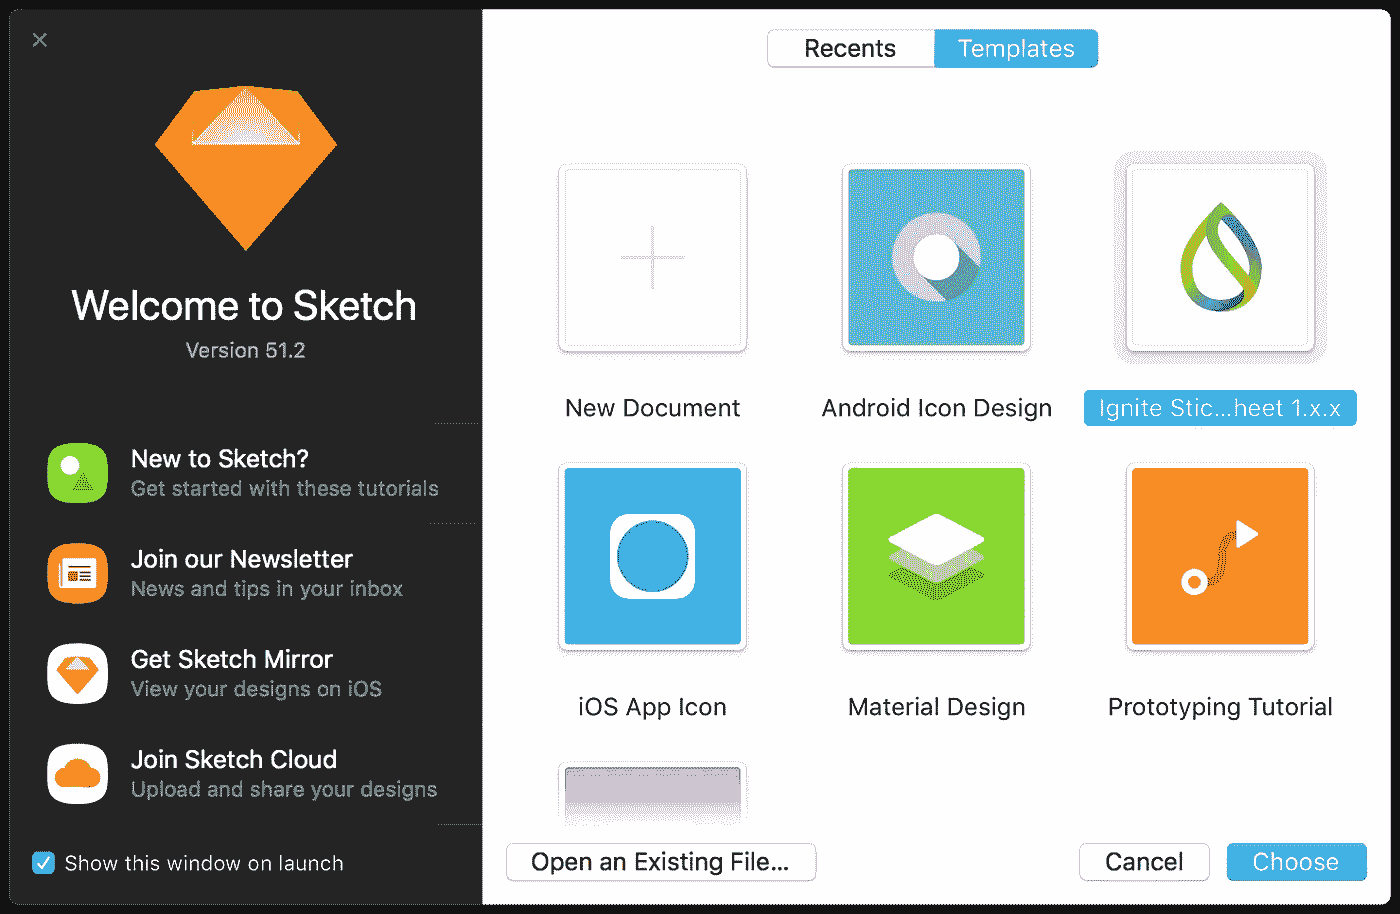 Recents
Templates
Welcome to Sketch
Version 51.2
New to Sketch?
Get started with these tutorials
Join our Newsletter
News and tips in your inbox
Get Sketch Mirror
View your designs on iOS
Join Sketch Cloud
Upload and share your designs
Show this window on launch
New Document
Android Icon Design
Ignite Stic...heet 1.x.x
iOS App Icon
Material Design
Prototyping Tutorial
Open an Existing File...
Cancel
Choose